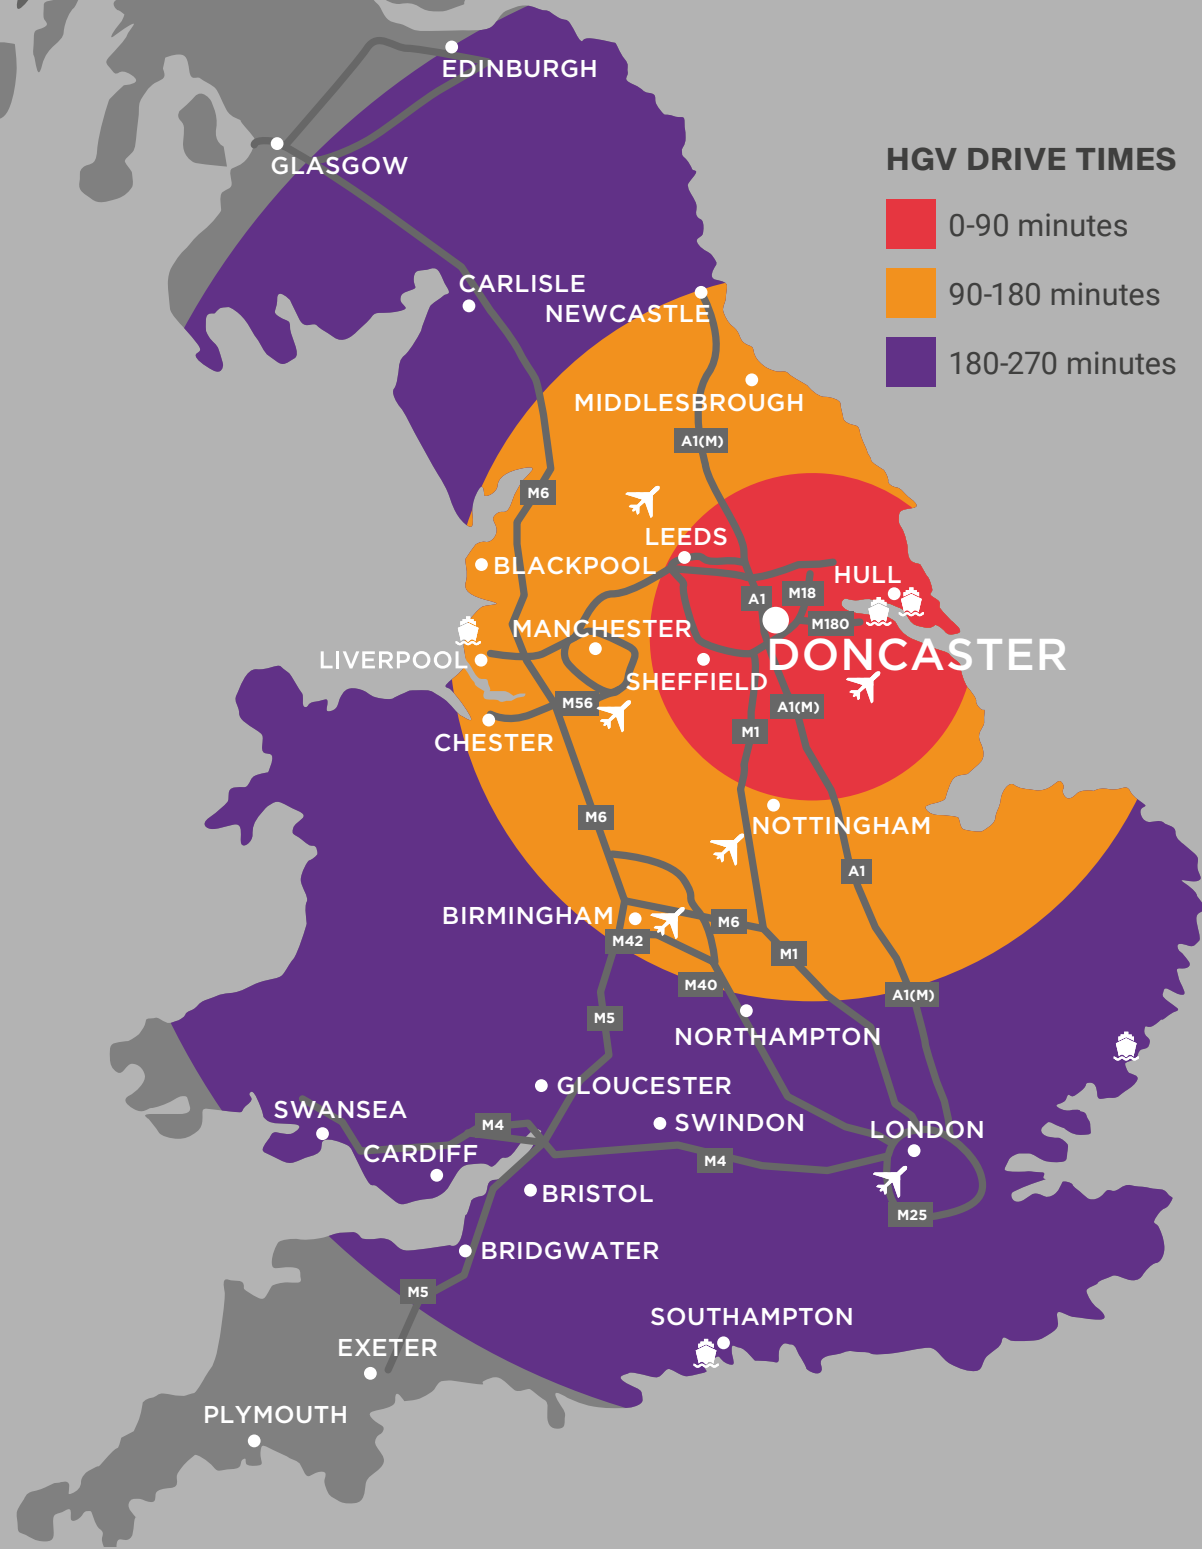 EDINBURGH
HGV DRIVE TIMES
GLASGOW
0-90 minutes
CARLISLE
90-180 minutes
NEWCASTLE
180-270 minutes
MIDDLESBROUGH
A1(M)
M6
LEEDS
BLACKPOOL
HULL
A1
M18
M180
MANCHESTER
DONCASTER
LIVERPOOL
SHEFFIELD
M56
A1(M)
M1
CHESTER
M6
NOTTINGHAM
A1
BIRMINGHAM
M6
M42
M1
M40
A1(M)
M5
NORTHAMPTON
GLOUCESTER
SWANSEA
M4
SWINDON
LONDON
CARDIFF
M4
BRISTOL
M25
BRIDGWATER
M5
SOUTHAMPTON
EXETER
PLYMOUTH